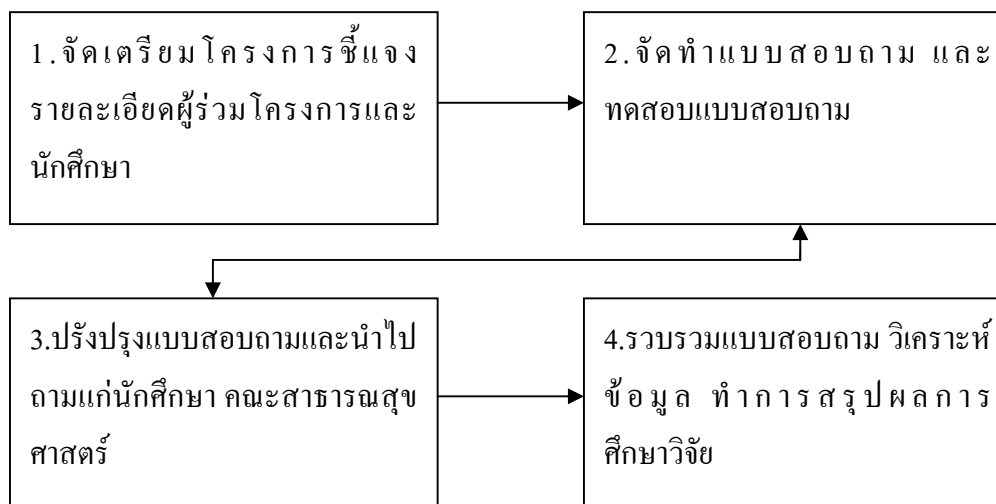 1.จัดเตรียมโครงการชี้แจง
รายละเอียดผู้ร่วมโครงการและ
นักศึกษา
2.จัดทำแบบสอบถาม และ
ทดสอบแบบสอบถาม
3.ปรังปรุงแบบสอบถามและนำไป
ถามแก่นักศึกษา คณะสาธารณสุข
ศาสตร์
4.รวบรวมแบบสอบถาม วิเคราะห์
ข้อมูล ทำการสรุปผลการ
ศึกษาวิจัย